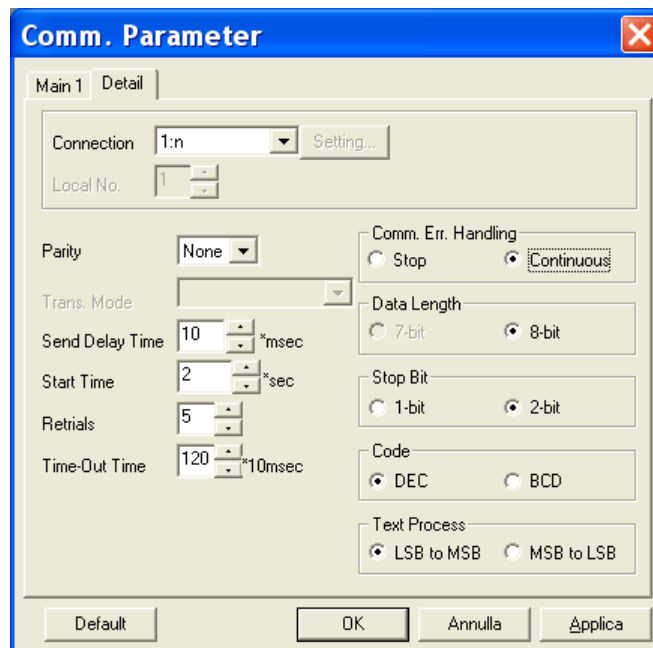 Comm. Parameter
Main 1 Detail
Connection 1:n Setting...
Local No. 1
Parity None
Trans. Mode
Send Delay Time 10 *msec
Start Time 2 *sec
Retrials 5
Time-Out Time 120 *10msec
Comm. Err. Handling
Stop Continuous
Data Length
7-bit 8-bit
Stop Bit
1-bit 2-bit
Code
DEC BCD
Text Process
LSB to MSB MSB to LSB
Default OK Annulla Applica